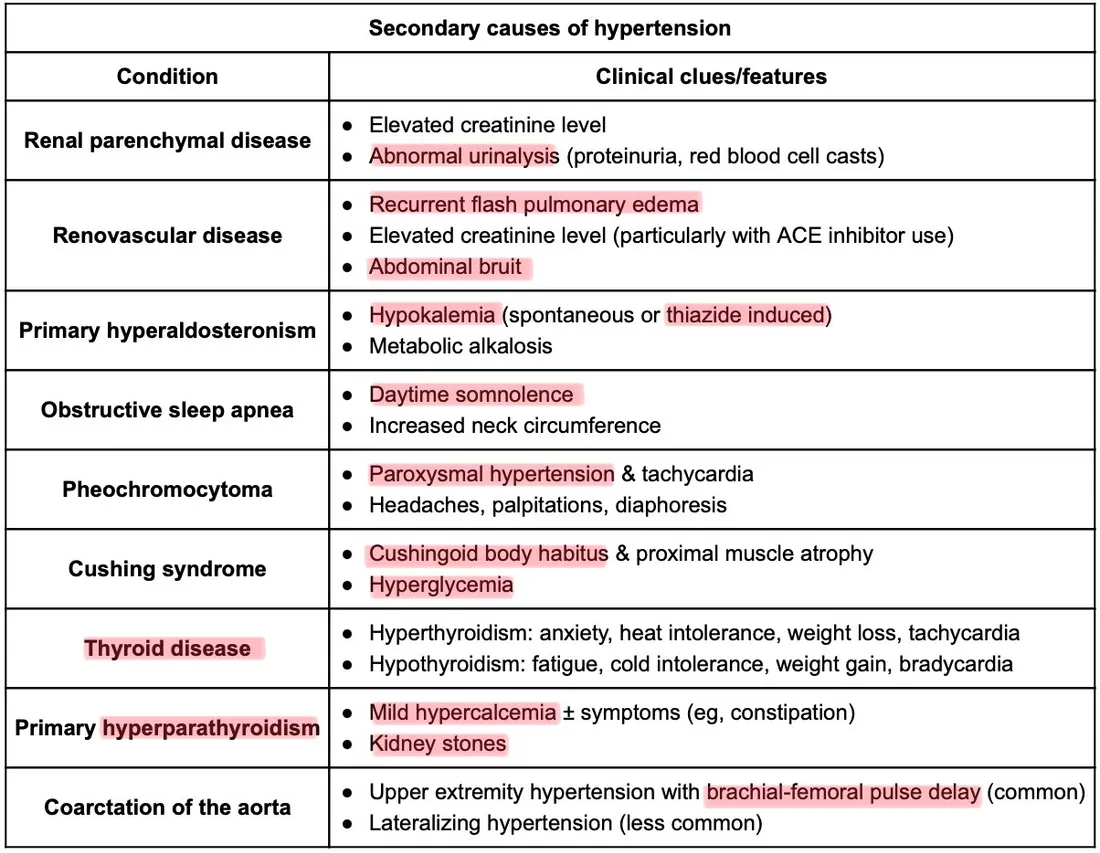 Secondary causes of hypertension
Condition
Clinical clues/features
Renal parenchymal disease
● Elevated creatinine level
● Abnormal urinalysis (proteinuria, red blood cell casts)
Renovascular disease
● Recurrent flash pulmonary edema
● Elevated creatinine level (particularly with ACE inhibitor use)
● Abdominal bruit
Primary hyperaldosteronism
● Hypokalemia (spontaneous or thiazide induced)
● Metabolic alkalosis
Obstructive sleep apnea
● Daytime somnolence
● Increased neck circumference
Pheochromocytoma
● Paroxysmal hypertension & tachycardia
● Headaches, palpitations, diaphoresis
Cushing syndrome
● Cushingoid body habitus & proximal muscle atrophy
● Hyperglycemia
Thyroid disease
● Hyperthyroidism: anxiety, heat intolerance, weight loss, tachycardia
● Hypothyroidism: fatigue, cold intolerance, weight gain, bradycardia
Primary hyperparathyroidism
● Mild hypercalcemia ± symptoms (eg, constipation)
● Kidney stones
Coarctation of the aorta
● Upper extremity hypertension with brachial-femoral pulse delay (common)
● Lateralizing hypertension (less common)